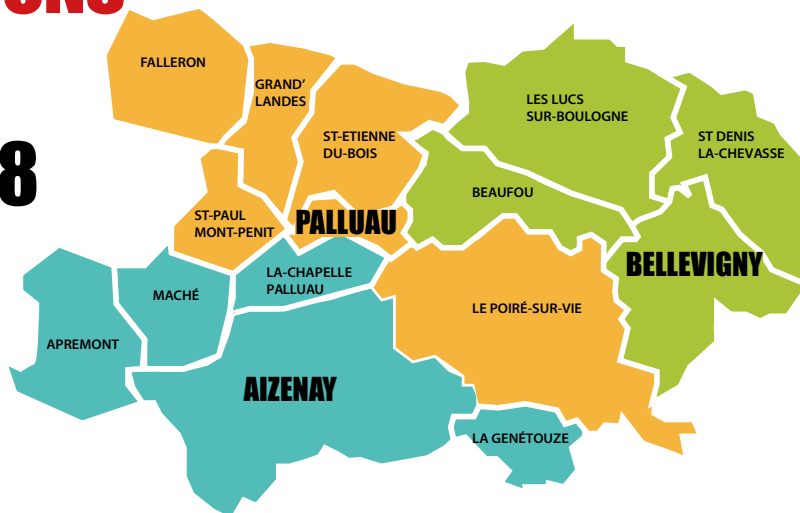 FALLERON
GRAND'
LANDES
ST-ETIENNE
DU-BOIS
LES LUCS
SUR-BOULOGNE
ST DENIS
LA-CHEVASSE
8
BEAUFOU
ST-PAUL
MONT-PENIT
PALLUAU
BELLEVIGNY
LA-CHAPELLE
PALLUAU
MACHÉ
LE POIRÉ-SUR-VIE
APREMONT
AIZENAY
LA GENÉTOUZE